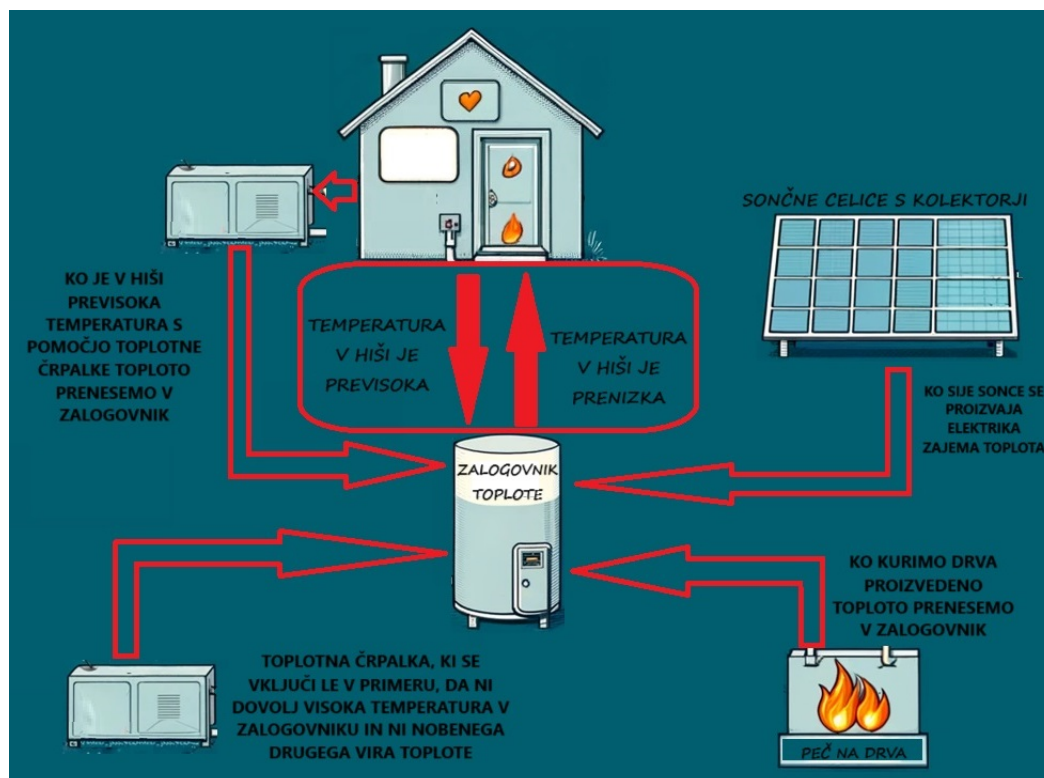 SONČNE CELICE S KOLEKTORJI
KO JE V HIŠI
PREVISOKA
TEMPERATURA S
POMOČJO TOPLOTNE
ČRPALKE TOPLOTO
PRENESEMO V
ZALOGOVNIK
TEMPERATURA
V HIŠI JE
PREVISOKA
TEMPERATURA
V HIŠI JE
PRENIZKA
KO SIJE SONCE SE
PROIZVAJA
ELEKTRIKA
ZAJEMA TOPLOTA
ZALOGOVNIK
TOPLOTE
KO KURIMO DRVA
PROIZVEDENO
TOPLOTO PRENESEMO
V ZALOGOVNIK
TOPLOTNA ČRPALKA, KI SE
VKLJUČI LE V PRIMERU, DA NI
DOVOLJ VISOKA TEMPERATURA V
ZALOGOVNIKU IN NI NOBENEGA
DRUGEGA VIRA TOPLOTE
PEČ NA DRVA